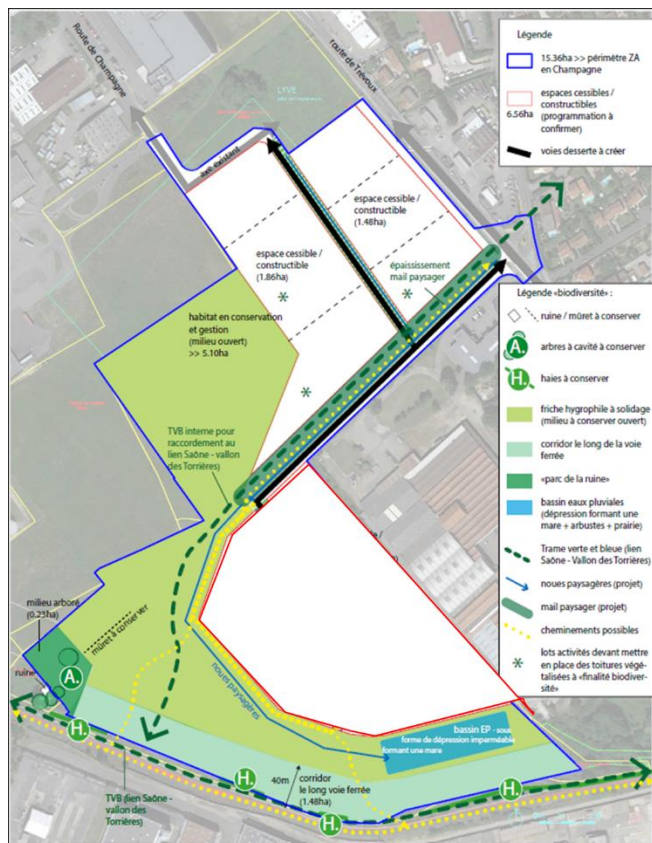 Route de Champagne
route de Trévoux
LYVE
axe existant
espace cessible /
constructible
(1.48ha)
espace cessible /
constructible
(1.86ha)
épaississement
mail paysager
habitat en conservation
et gestion
(milieu ouvert)
>> 5.10ha
TVB interne pour
raccordement au
lien Saône - vallon
des Torrières)
milieu arboré
(0.23ha)
mûret à conserver
A.
ruine
noues paysagères
bassin EP - sous
forme de dépression imperméable
formant une mare
H.
H.
H.
H.
40m
corridor
le long voie ferrée
(1.48ha)
TVB (lien Saône -
vallon des
Torrières)
Légende
15.36ha >> périmètre ZA
en Champagne
espaces cessibles /
constructibles
6.56ha (programmation à
confirmer)
voies desserte à créer
Légende «biodiversité» :
ruine / mûret à conserver
A. arbres à cavité à conserver
H. haies à conserver
friche hygrophile à solidage
(milieu à conserver ouvert)
corridor le long de la voie
ferrée
«parc de la ruine»
bassin eaux pluviales
(dépression formant une
mare + arbustes + prairie)
Trame verte et bleue (lien
Saône - Vallon des Torrières)
noues paysagères (projet)
mail paysager (projet)
cheminements possibles
lots activités devant mettre
en place des toitures végé-
talisées à «finalité biodiver-
sité»